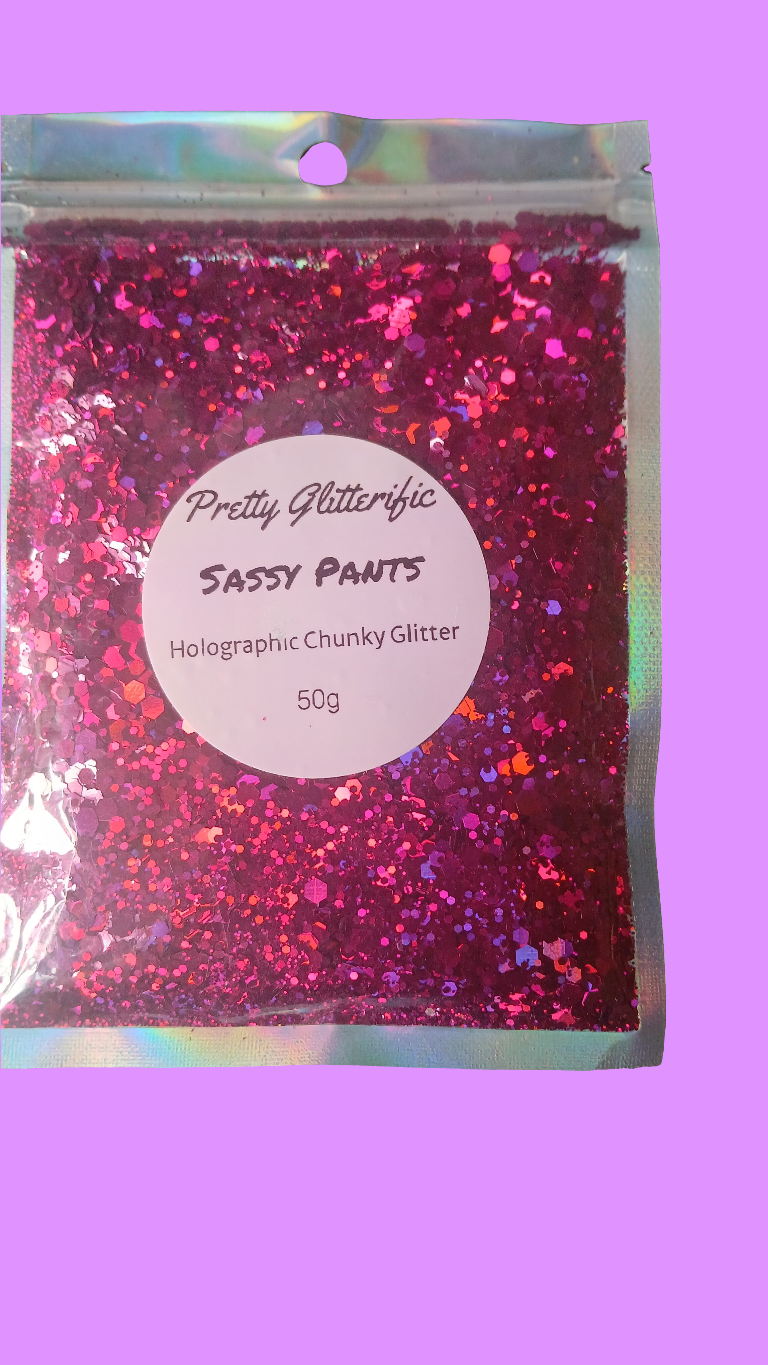 Pretty Glitterific
Sassy Pants
Holographic Chunky Glitter
50g